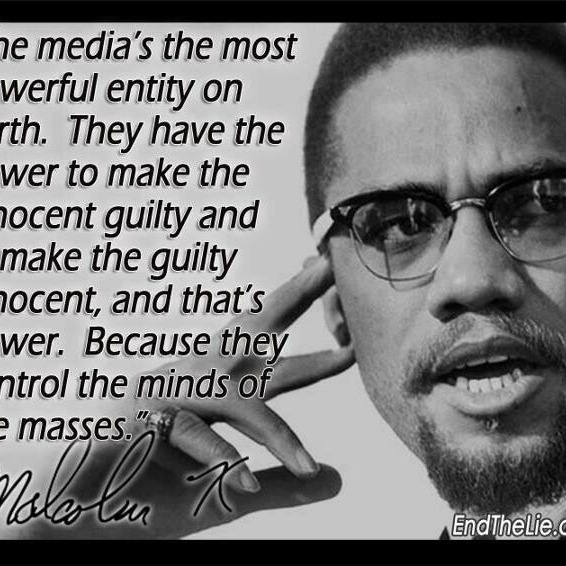 ne media's the most
werful entity on
rth. They have the
wer to make the
nocent guilty and
make the guilty
nocent, and that's
wer. Because they
ntrol the minds of
e masses."
Malcolm X
EndTheLie.c